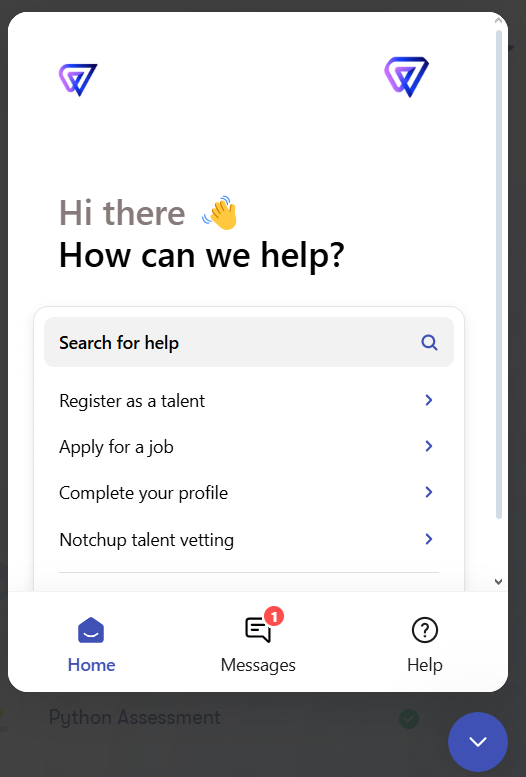 Hi there 👋
How can we help?
Search for help
Register as a talent
Apply for a job
Complete your profile
Notchup talent vetting
1
Home
Messages
Help
Python Assessment